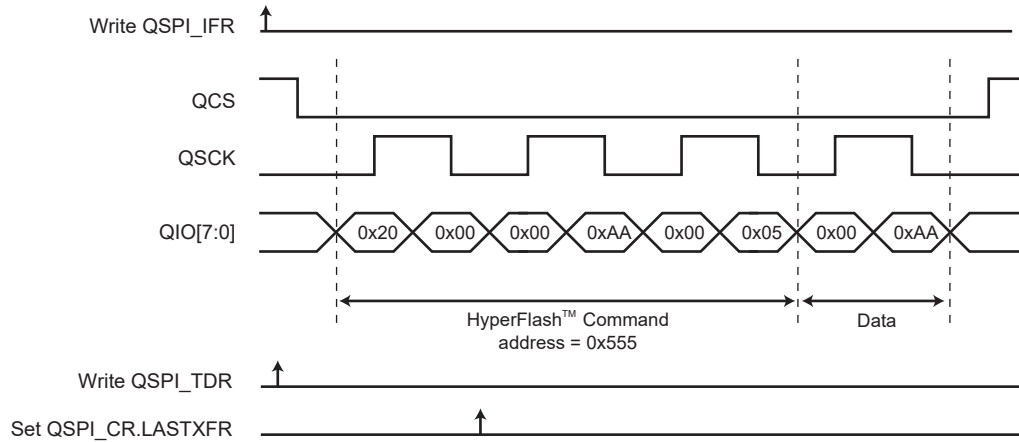 Write QSPI_IFR
QCS
QSCK
QIO[7:0]
0x20 0x00 0x00 0xAA 0x00 0x05 0x00 0xAA
HyperFlash™ Command
address = 0x555
Data
Write QSPI_TDR
Set QSPI_CR.LASTXFR